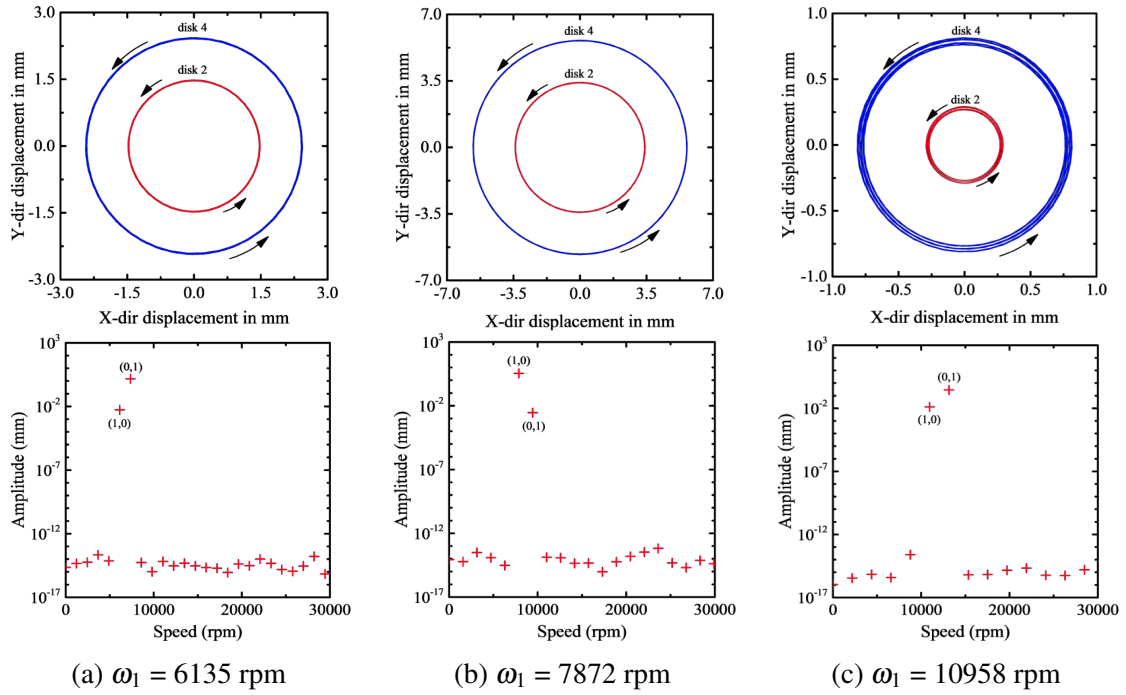 3.0
1.5
0.0
-1.5
-3.0
-3.0 -1.5 0.0 1.5 3.0
Y-dir displacement in mm
X-dir displacement in mm
disk 4
disk 2
7.0
3.5
0.0
-3.5
-7.0
-7.0 -3.5 0.0 3.5 7.0
Y-dir displacement in mm
X-dir displacement in mm
disk 4
disk 2
1.0
0.5
0.0
-0.5
-1.0
-1.0 -0.5 0.0 0.5 1.0
Y-dir displacement in mm
X-dir displacement in mm
disk 4
disk 2
10³
10⁻²
10⁻⁷
10⁻¹²
10⁻¹⁷
0 10000 20000 30000
Amplitude (mm)
Speed (rpm)
(0,1)
(1,0)
10³
10⁻²
10⁻⁷
10⁻¹²
10⁻¹⁷
0 10000 20000 30000
Amplitude (mm)
Speed (rpm)
(1,0)
(0,1)
10³
10⁻²
10⁻⁷
10⁻¹²
10⁻¹⁷
0 10000 20000 30000
Amplitude (mm)
Speed (rpm)
(0,1)
(1,0)
(a) ω₁ = 6135 rpm
(b) ω₁ = 7872 rpm
(c) ω₁ = 10958 rpm